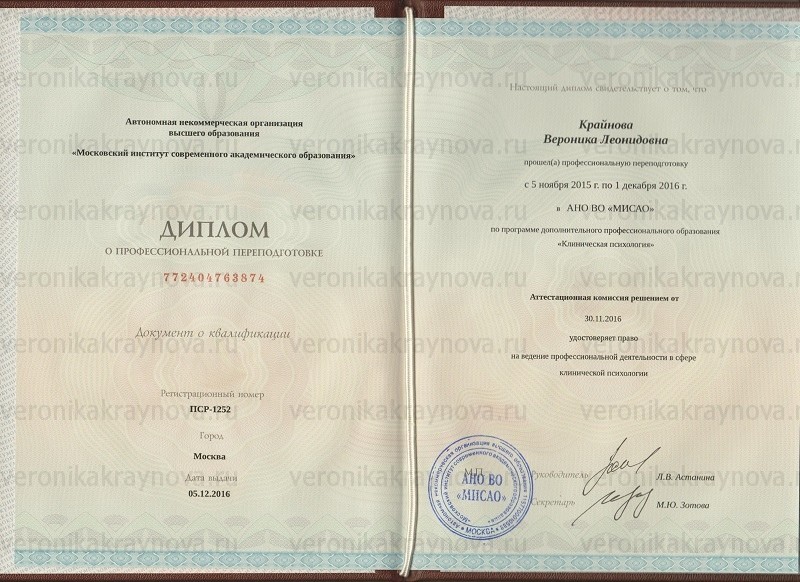 Автономная некоммерческая организация
высшего образования
«Московский институт современного академического образования»
ДИПЛОМ
О ПРОФЕССИОНАЛЬНОЙ ПЕРЕПОДГОТОВКЕ
772404763874
Документ о квалификации
Регистрационный номер
ПСР-1252
Город
Москва
Дата выдачи
05.12.2016
Настоящий диплом свидетельствует о том, что
Крайнова
Вероника Леонидовна
прошел(а) профессиональную переподготовку
с 5 ноября 2015 г. по 1 декабря 2016 г.
в АНО ВО «МИСАО»
по программе дополнительного профессионального образования
«Клиническая психология»
Аттестационная комиссия решением от
30.11.2016
удостоверяет право
на ведение профессиональной деятельности в сфере
клинической психологии
М.П.
Руководитель
Л.В. Астанина
Секретарь
М.Ю. Зотова
АНО ВО
«МИСАО»
МОСКВА
veronikakraynova.ru